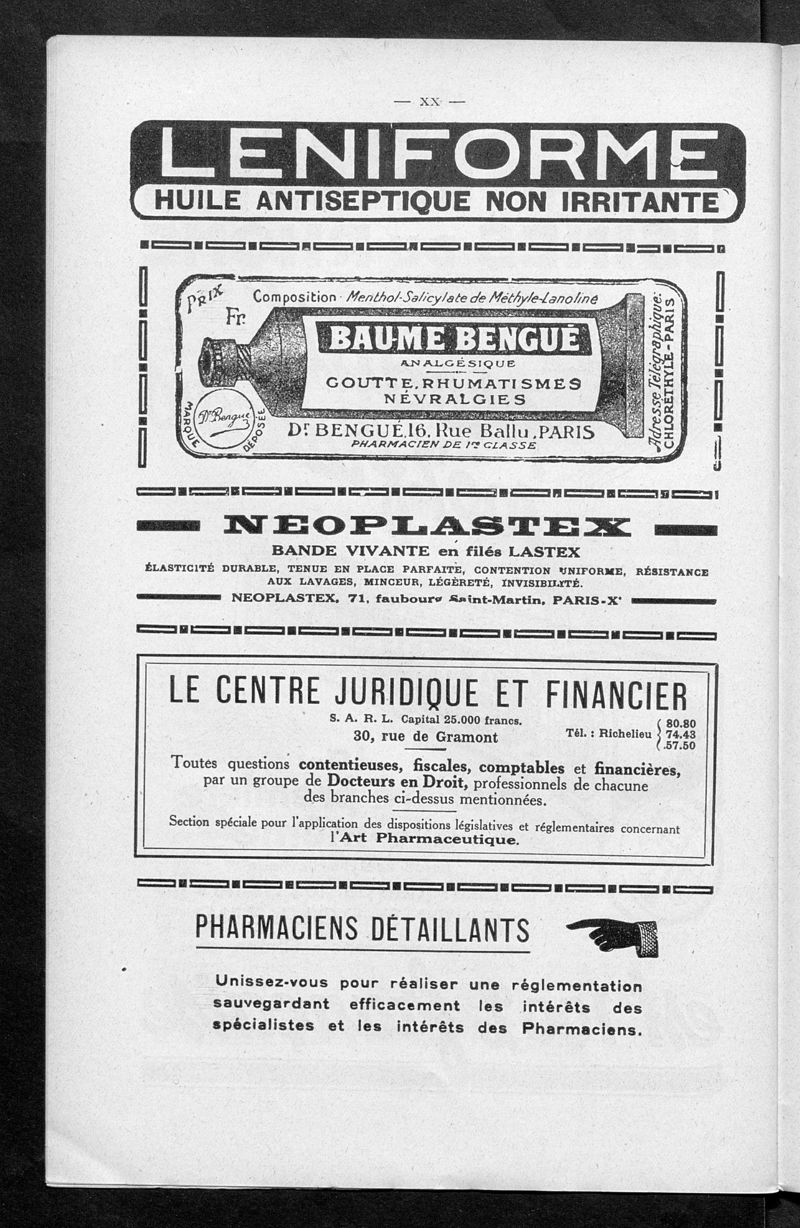 — XX —
LENIFORME
HUILE ANTISEPTIQUE NON IRRITANTE
PRIX
Fr.
Composition · Menthol-Salicylate de Méthyle-Lanoline
BAUME BENGUÉ
ANALGÉSIQUE
GOUTTE, RHUMATISMES
NÉVRALGIES
MARQUE DÉPOSÉE
Dr Bengué
Dr BENGUÉ, 16, Rue Ballu, PARIS
PHARMACIEN DE 1re CLASSE
Adresse Télégraphique:
CHLORÉTHYLE-PARIS
NEOPLASTEX
BANDE VIVANTE en filés LASTEX
ÉLASTICITÉ DURABLE, TENUE EN PLACE PARFAITE, CONTENTION UNIFORME, RÉSISTANCE
AUX LAVAGES, MINCEUR, LÉGÈRETÉ, INVISIBILITÉ.
NEOPLASTEX, 71, faubourg Saint-Martin, PARIS-Xe
LE CENTRE JURIDIQUE ET FINANCIER
S. A. R. L. Capital 25.000 francs.
30, rue de Gramont
Tél. : Richelieu
80.80
74.43
57.50
Toutes questions contentieuses, fiscales, comptables et financières,
par un groupe de Docteurs en Droit, professionnels de chacune
des branches ci-dessus mentionnées.
Section spéciale pour l'application des dispositions législatives et réglementaires concernant
l'Art Pharmaceutique.
PHARMACIENS DÉTAILLANTS
Unissez-vous pour réaliser une réglementation
sauvegardant efficacement les intérêts des
spécialistes et les intérêts des Pharmaciens.